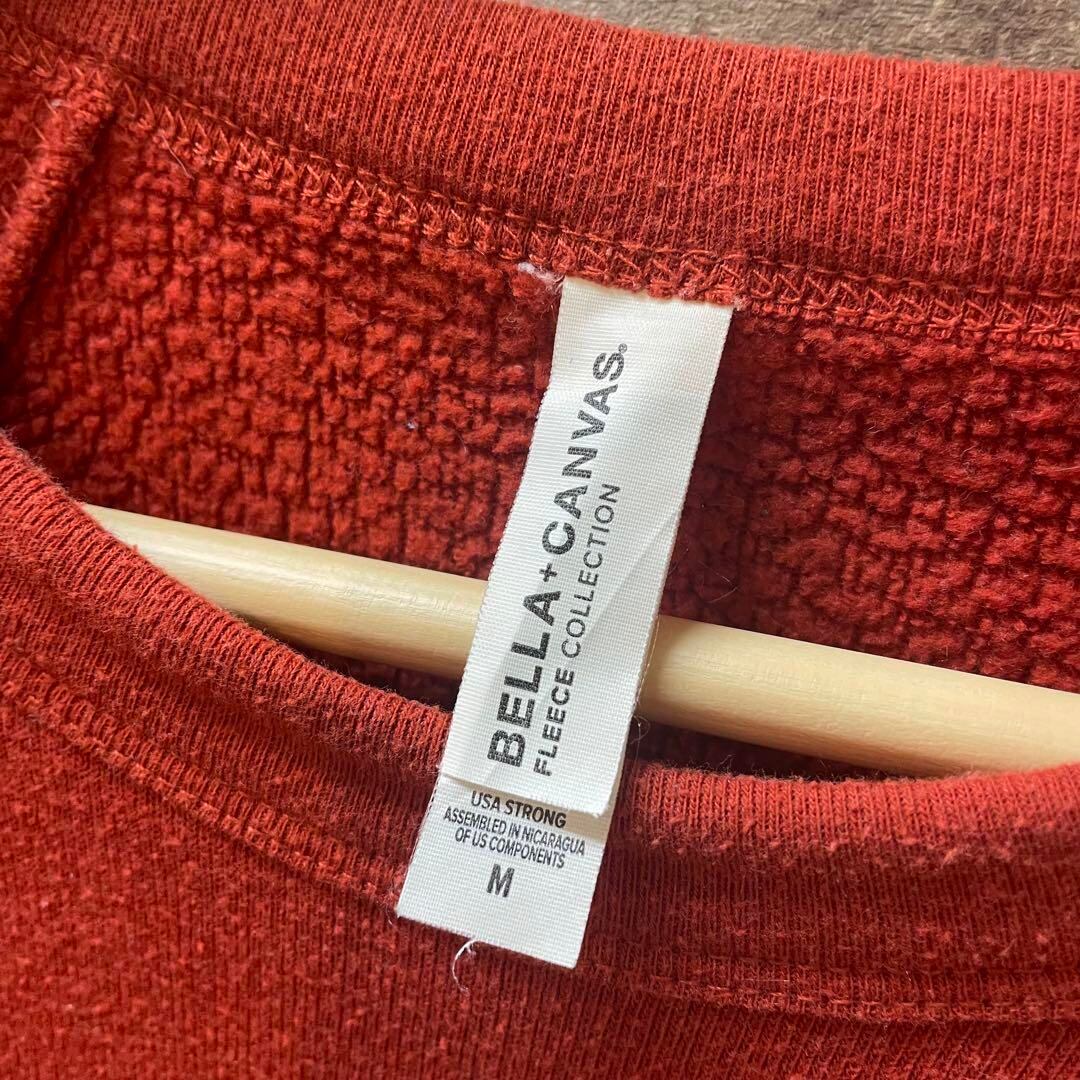 BELLA+CANVAS®
FLEECE COLLECTION
USA STRONG
ASSEMBLED IN NICARAGUA
OF US COMPONENTS
M